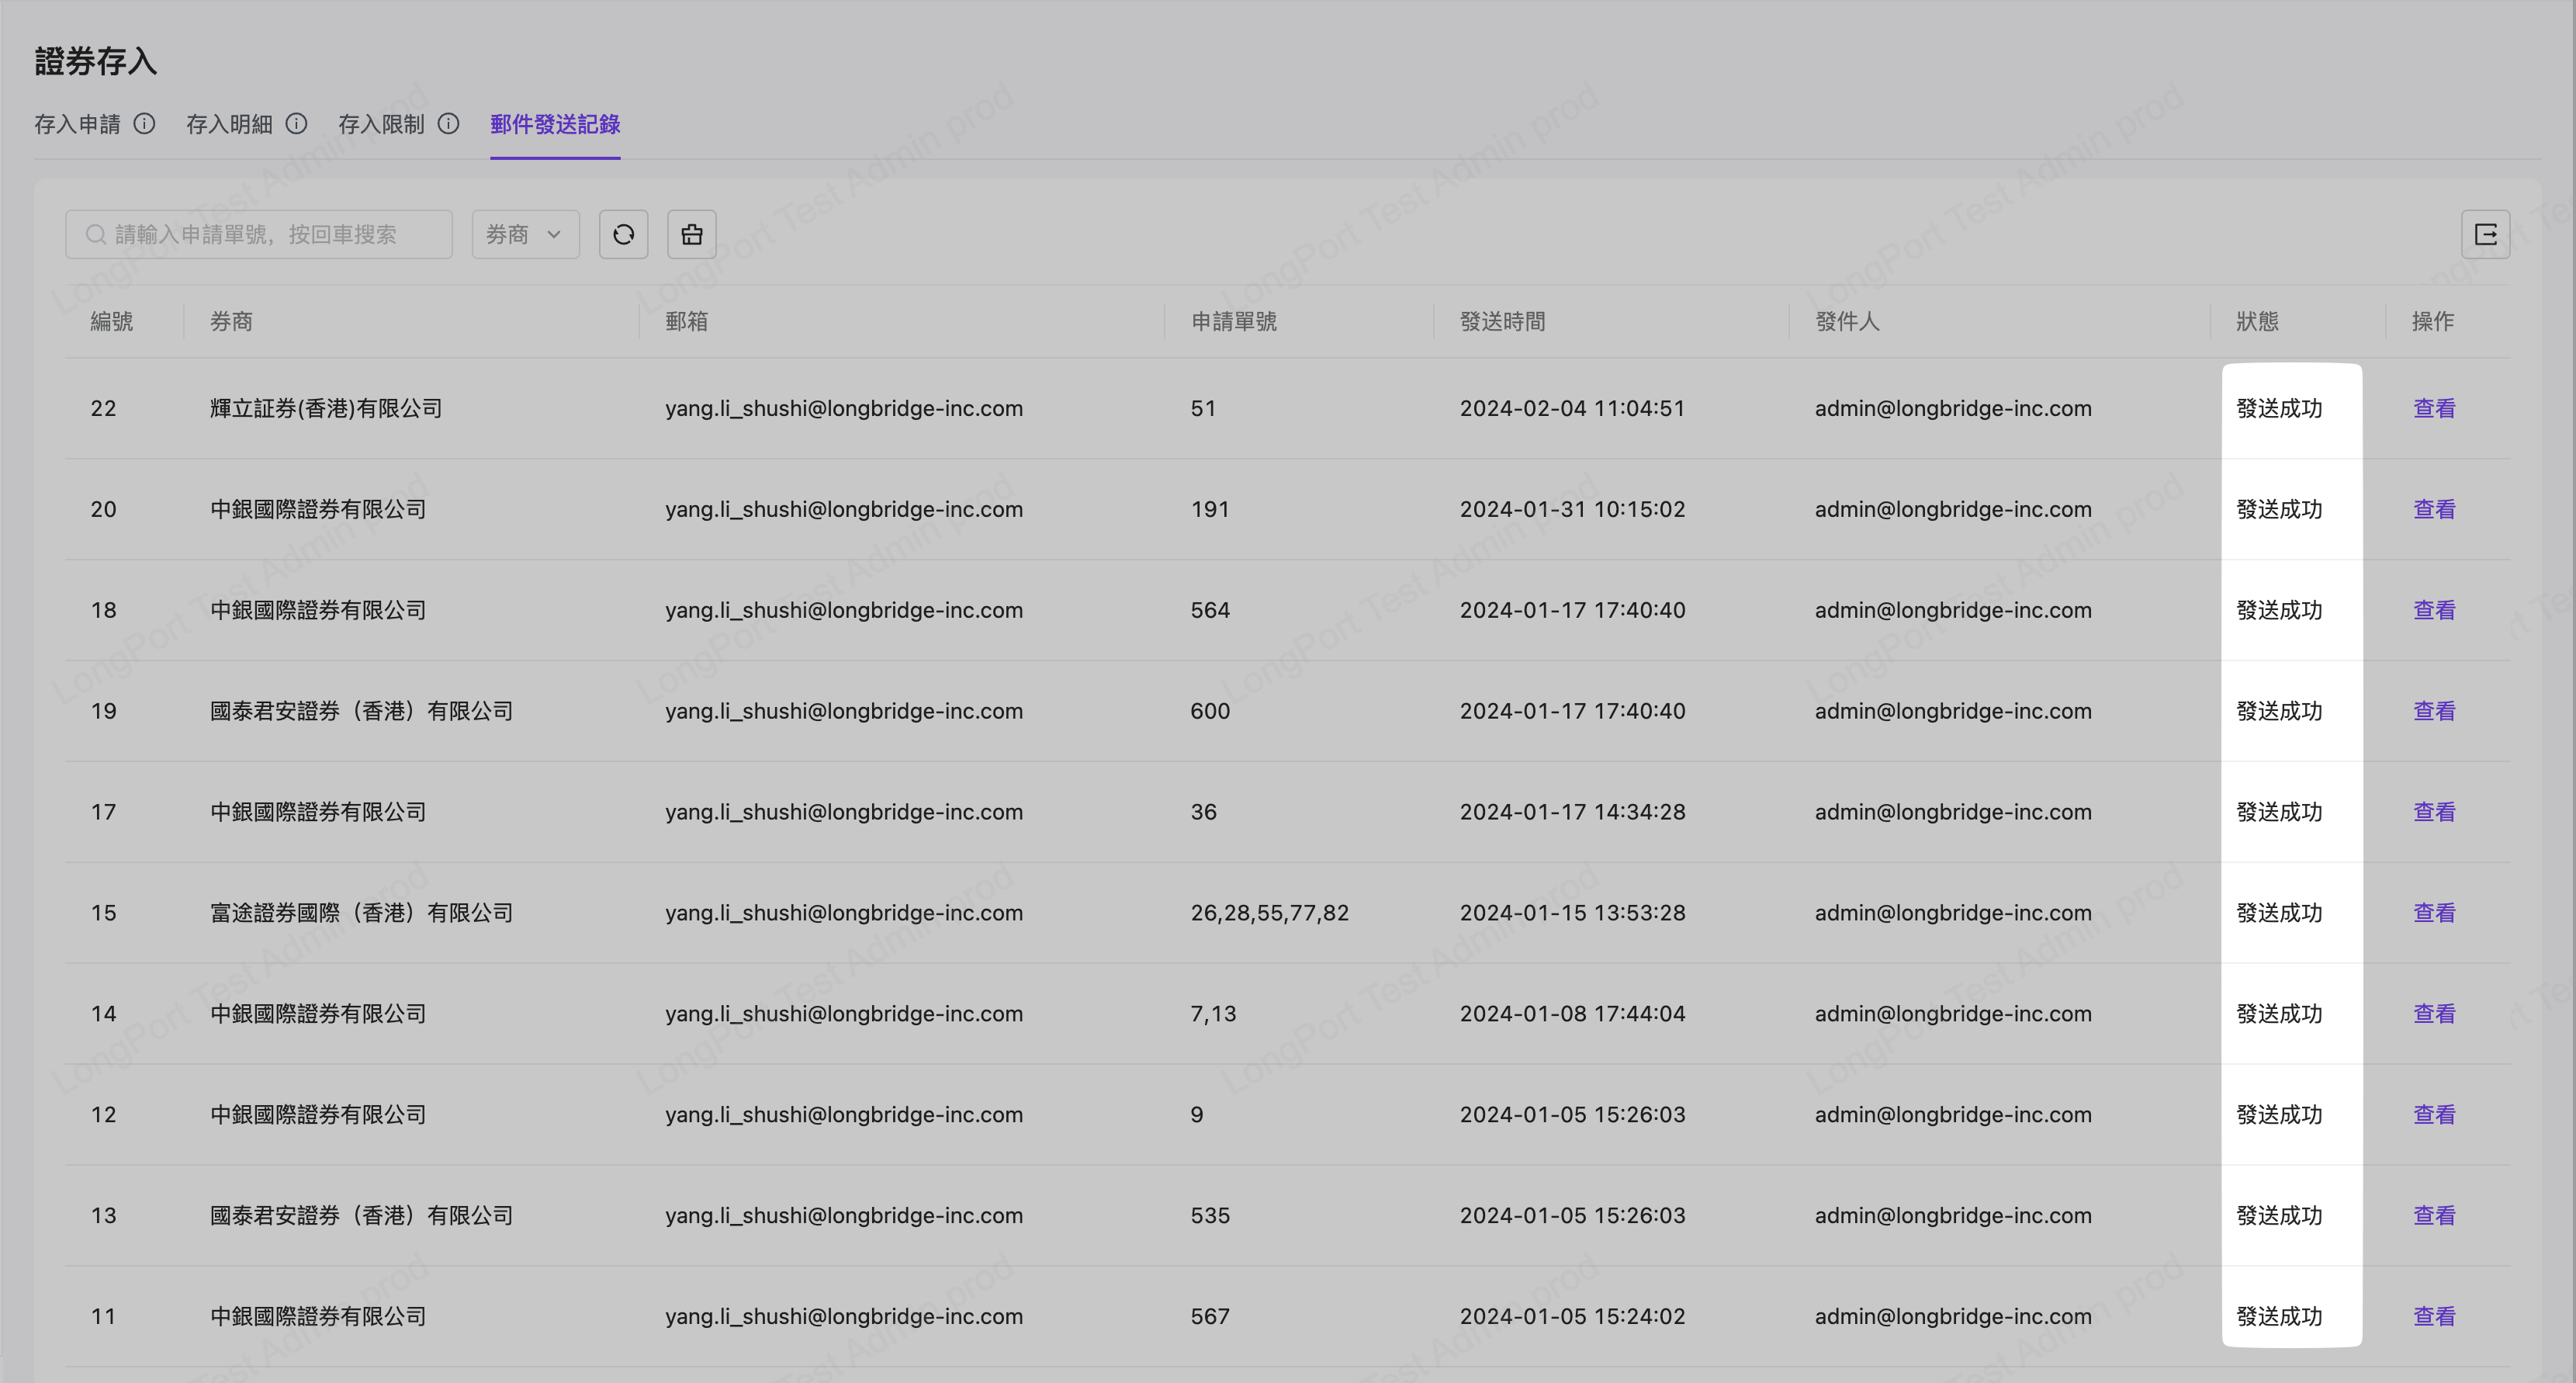 證券存入
存入申請 存入明細 存入限制 郵件發送記錄
請輸入申請單號，按回車搜索 券商
編號 券商 郵箱 申請單號 發送時間 發件人 狀態 操作
22 輝立証券(香港)有限公司 yang.li_shushi@longbridge-inc.com 51 2024-02-04 11:04:51 admin@longbridge-inc.com 發送成功 查看
20 中銀國際證券有限公司 yang.li_shushi@longbridge-inc.com 191 2024-01-31 10:15:02 admin@longbridge-inc.com 發送成功 查看
18 中銀國際證券有限公司 yang.li_shushi@longbridge-inc.com 564 2024-01-17 17:40:40 admin@longbridge-inc.com 發送成功 查看
19 國泰君安證券（香港）有限公司 yang.li_shushi@longbridge-inc.com 600 2024-01-17 17:40:40 admin@longbridge-inc.com 發送成功 查看
17 中銀國際證券有限公司 yang.li_shushi@longbridge-inc.com 36 2024-01-17 14:34:28 admin@longbridge-inc.com 發送成功 查看
15 富途證券國際（香港）有限公司 yang.li_shushi@longbridge-inc.com 26,28,55,77,82 2024-01-15 13:53:28 admin@longbridge-inc.com 發送成功 查看
14 中銀國際證券有限公司 yang.li_shushi@longbridge-inc.com 7,13 2024-01-08 17:44:04 admin@longbridge-inc.com 發送成功 查看
12 中銀國際證券有限公司 yang.li_shushi@longbridge-inc.com 9 2024-01-05 15:26:03 admin@longbridge-inc.com 發送成功 查看
13 國泰君安證券（香港）有限公司 yang.li_shushi@longbridge-inc.com 535 2024-01-05 15:26:03 admin@longbridge-inc.com 發送成功 查看
11 中銀國際證券有限公司 yang.li_shushi@longbridge-inc.com 567 2024-01-05 15:24:02 admin@longbridge-inc.com 發送成功 查看
LongPort Test Admin prod